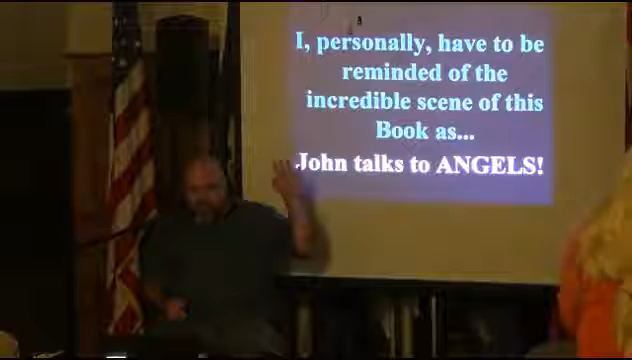 I, personally, have to be
reminded of the
incredible scene of this
Book as...
John talks to ANGELS!